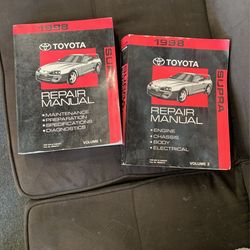 1998
TOYOTA
SUPRA
REPAIR
MANUAL
• MAINTENANCE
• PREPARATION
• SPECIFICATIONS
• DIAGNOSTICS
VOLUME 1
1998
TOYOTA
SUPRA
REPAIR
MANUAL
• ENGINE
• CHASSIS
• BODY
• ELECTRICAL
VOLUME 2